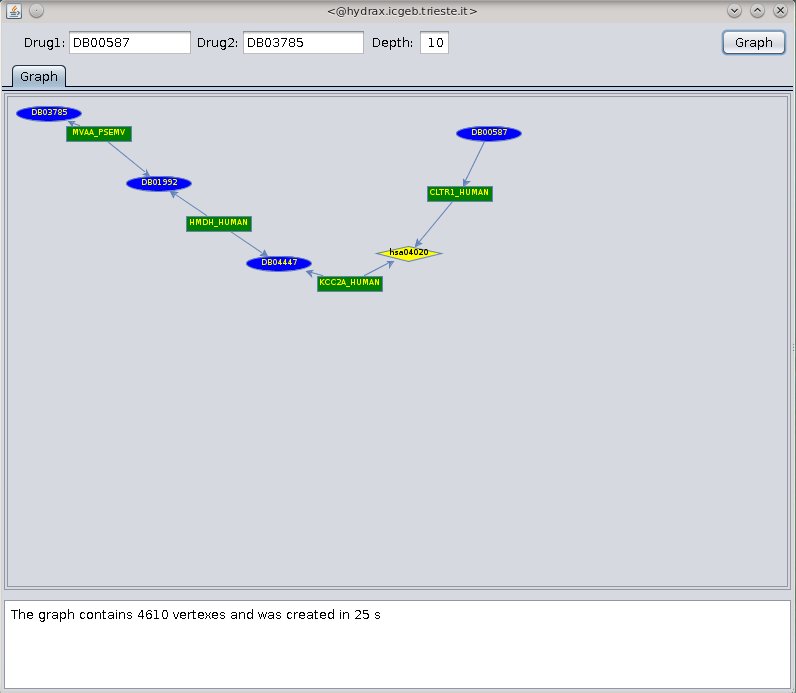 <@hydrax.icgeb.trieste.it>
Drug1: DB00587 Drug2: DB03785 Depth: 10 Graph
Graph
DB03785
MVAA_PSEMV
DB00587
DB01992
CLTR1_HUMAN
HMDH_HUMAN
hsa04020
DB04447
KCC2A_HUMAN
The graph contains 4610 vertexes and was created in 25 s